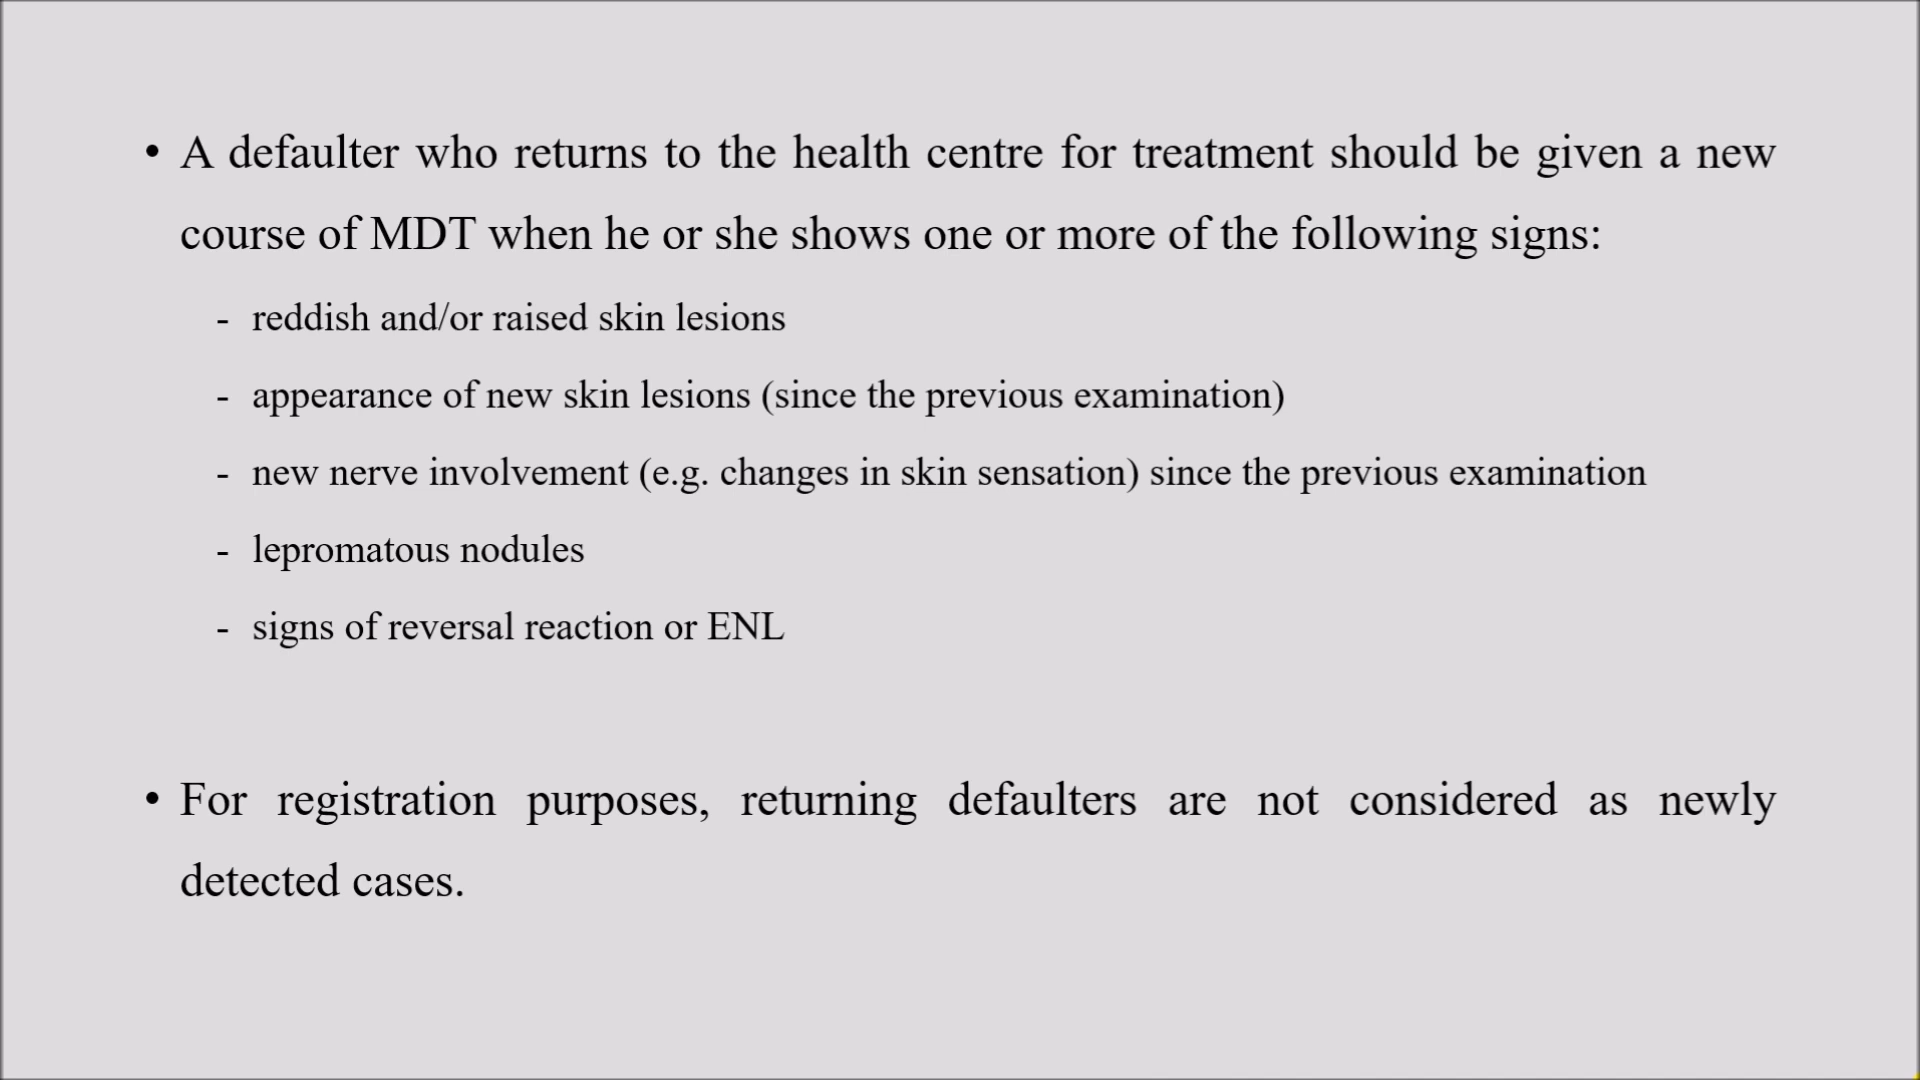 • A defaulter who returns to the health centre for treatment should be given a new
course of MDT when he or she shows one or more of the following signs:
- reddish and/or raised skin lesions
- appearance of new skin lesions (since the previous examination)
- new nerve involvement (e.g. changes in skin sensation) since the previous examination
- lepromatous nodules
- signs of reversal reaction or ENL
• For registration purposes, returning defaulters are not considered as newly
detected cases.